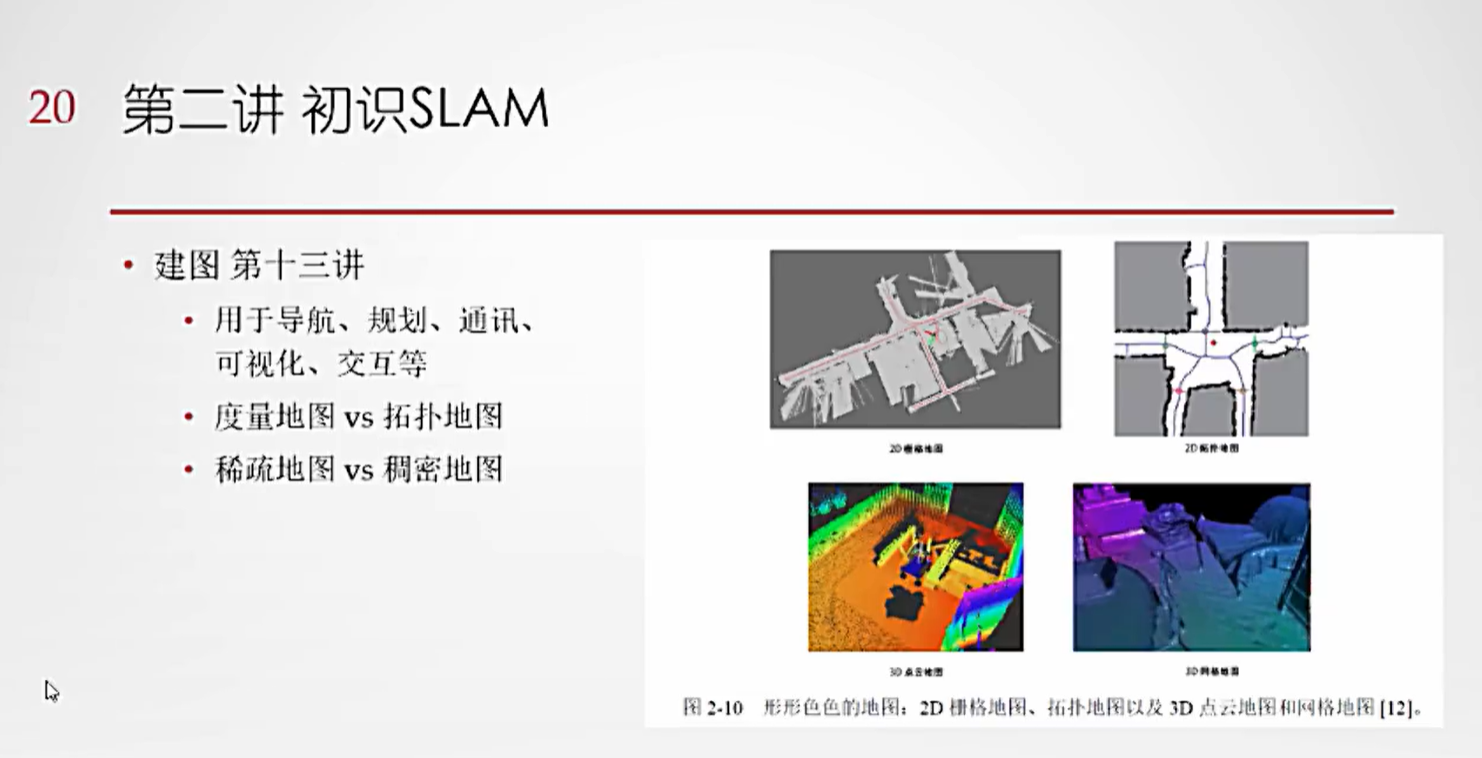 20
第二讲 初识SLAM
• 建图 第十三讲
• 用于导航、规划、通讯、
可视化、交互等
• 度量地图 vs 拓扑地图
• 稀疏地图 vs 稠密地图
2D 栅格地图
2D 拓扑地图
3D 点云地图
3D 网格地图
图 2-10 形形色色的地图：2D 栅格地图、拓扑地图以及 3D 点云地图和网格地图 [12]。